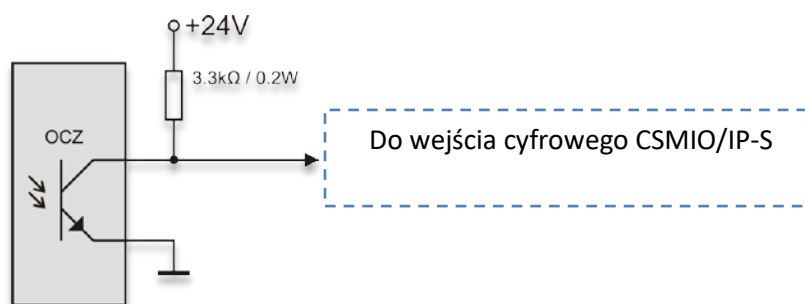 +24V
3.3kΩ / 0.2W
OCZ
Do wejścia cyfrowego CSMIO/IP-S